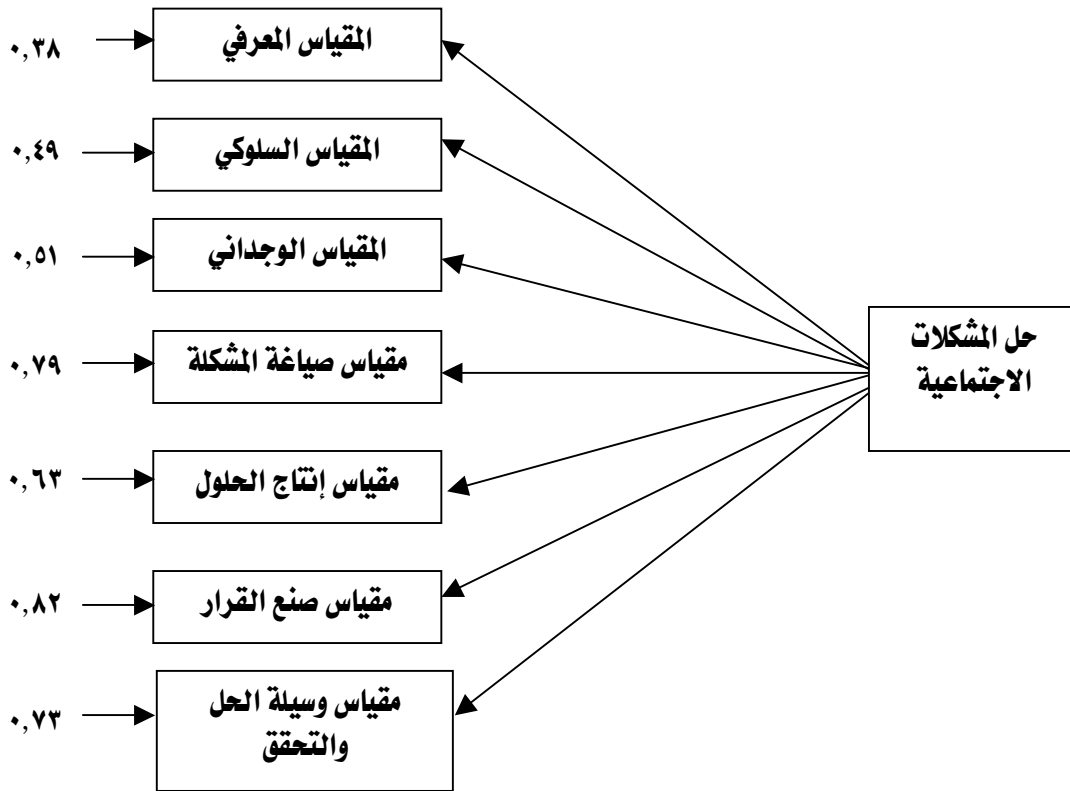 المقياس المعرفي
٠,٣٨
المقياس السلوكي
٠,٤٩
المقياس الوجداني
٠,٥١
حل المشكلات
الاجتماعية
مقياس صياغة المشكلة
٠,٧٩
مقياس إنتاج الحلول
٠,٦٣
مقياس صنع القرار
٠,٨٢
مقياس وسيلة الحل
والتحقق
٠,٧٣